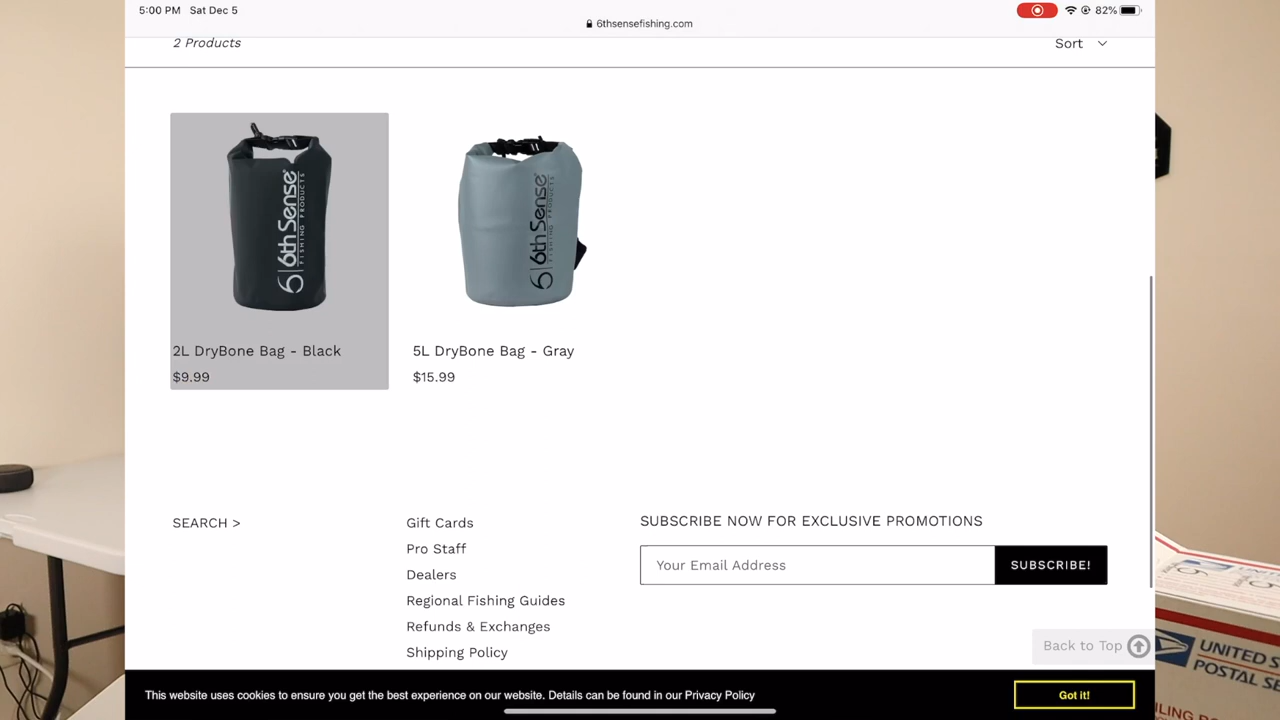 5:00 PM Sat Dec 5
82%
6thsensefishing.com
2 Products
Sort
6th Sense
FISHING PRODUCTS
6th Sense
FISHING PRODUCTS
2L DryBone Bag - Black
5L DryBone Bag - Gray
$9.99
$15.99
SEARCH >
Gift Cards
Pro Staff
Dealers
Regional Fishing Guides
Refunds & Exchanges
Shipping Policy
SUBSCRIBE NOW FOR EXCLUSIVE PROMOTIONS
Your Email Address
SUBSCRIBE!
Back to Top
This website uses cookies to ensure you get the best experience on our website. Details can be found in our Privacy Policy
Got it!
UNITED
POSTAL SE